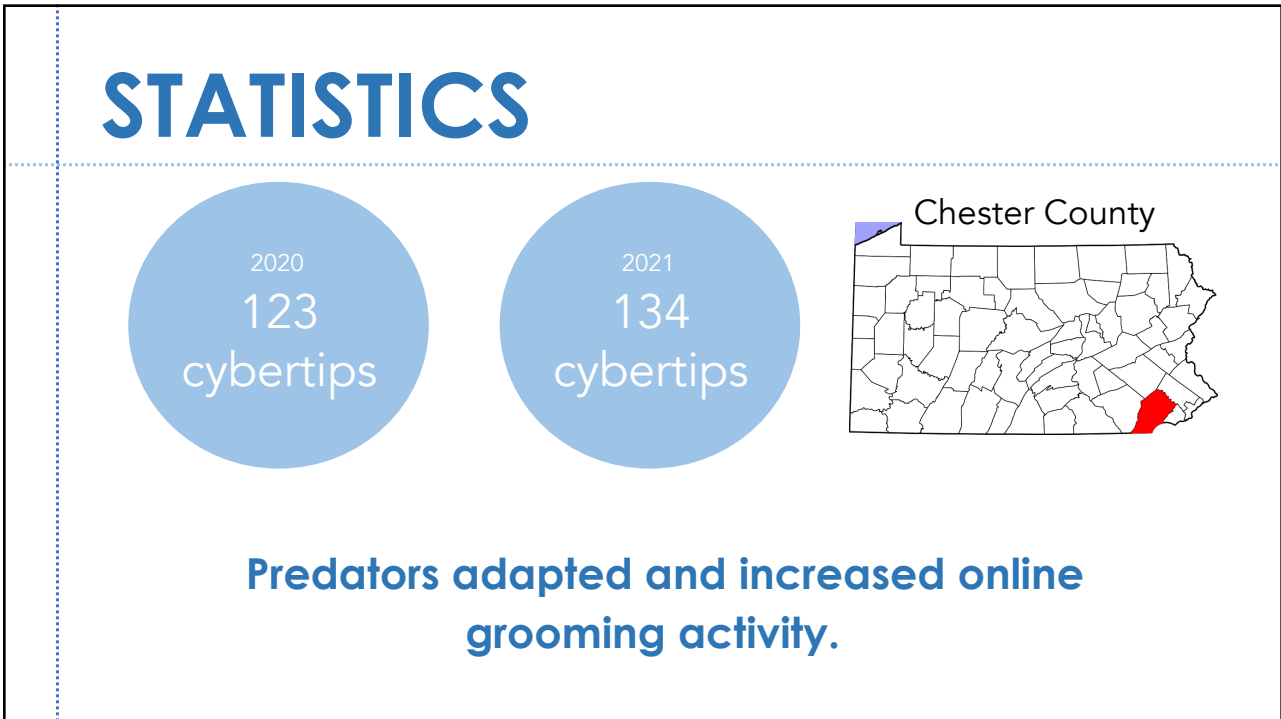 STATISTICS
2020
123
cybertips
2021
134
cybertips
Chester County
Predators adapted and increased online
grooming activity.